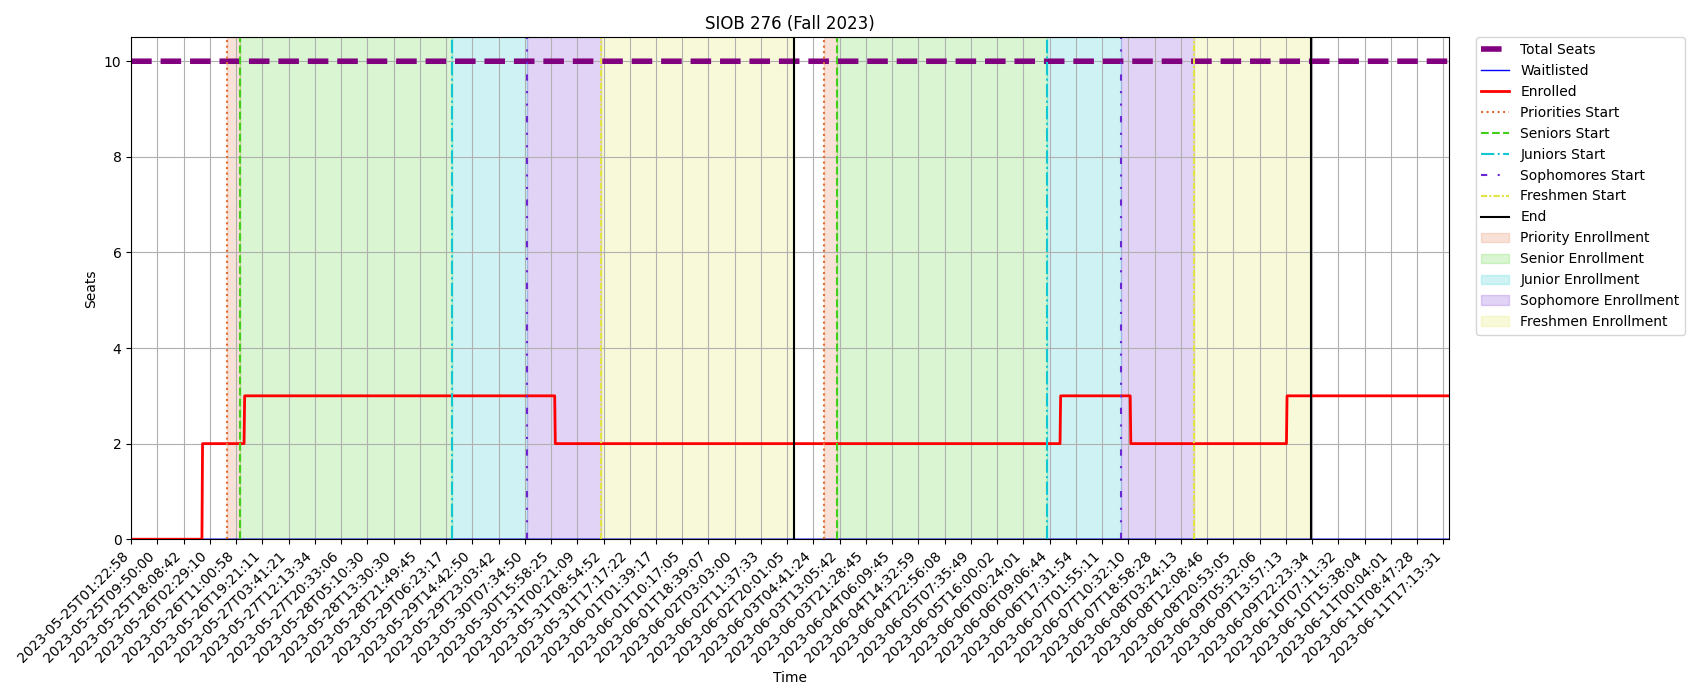 SIOB 276 (Fall 2023)
10
8
6
4
2
0
Seats
Total Seats
Waitlisted
Enrolled
Priorities Start
Seniors Start
Juniors Start
Sophomores Start
Freshmen Start
End
Priority Enrollment
Senior Enrollment
Junior Enrollment
Sophomore Enrollment
Freshmen Enrollment
2023-05-25T01:22:58
2023-05-25T09:50:00
2023-05-25T18:08:42
2023-05-26T02:29:10
2023-05-26T11:00:58
2023-05-26T19:21:11
2023-05-27T03:41:21
2023-05-27T12:13:34
2023-05-27T20:33:06
2023-05-28T05:10:30
2023-05-28T13:30:30
2023-05-28T21:49:45
2023-05-29T06:23:17
2023-05-29T14:42:50
2023-05-29T23:03:42
2023-05-30T07:34:50
2023-05-30T15:58:25
2023-05-31T00:21:09
2023-05-31T08:54:52
2023-05-31T17:17:22
2023-06-01T01:39:17
2023-06-01T10:17:05
2023-06-01T18:39:07
2023-06-02T03:03:00
2023-06-02T11:37:33
2023-06-02T20:01:05
2023-06-03T04:41:24
2023-06-03T13:05:42
2023-06-03T21:28:45
2023-06-04T06:09:45
2023-06-04T14:32:59
2023-06-04T22:56:08
2023-06-05T07:35:49
2023-06-05T16:00:02
2023-06-06T00:24:01
2023-06-06T09:06:44
2023-06-06T17:31:54
2023-06-07T01:55:11
2023-06-07T10:32:10
2023-06-07T18:58:28
2023-06-08T03:24:13
2023-06-08T12:08:46
2023-06-08T20:53:05
2023-06-09T05:32:06
2023-06-09T13:57:13
2023-06-09T22:23:34
2023-06-10T07:11:32
2023-06-10T15:38:04
2023-06-11T00:04:01
2023-06-11T08:47:28
2023-06-11T17:13:31
Time